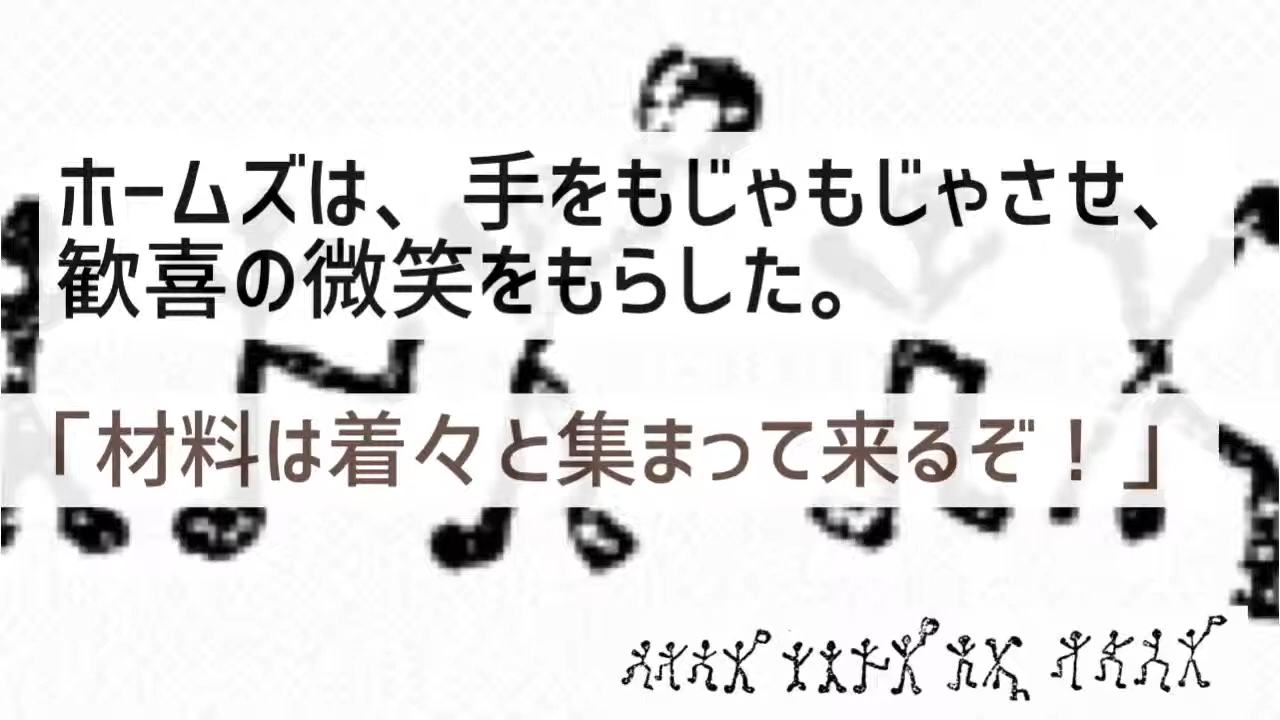 ホームズは、手をもじゃもじゃさせ、
歓喜の微笑をもらした。
「材料は着々と集まって来るぞ！」